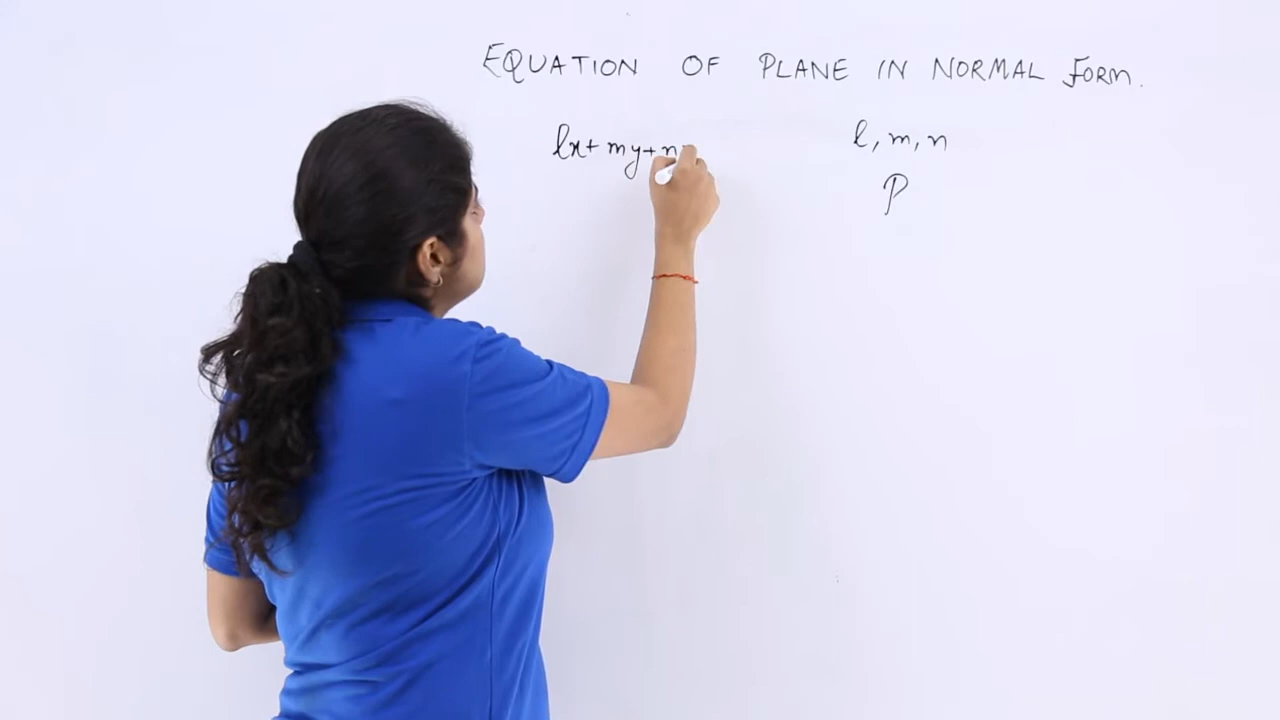 EQUATION OF PLANE IN NORMAL FORM.
lx + my + n
l, m, n
P